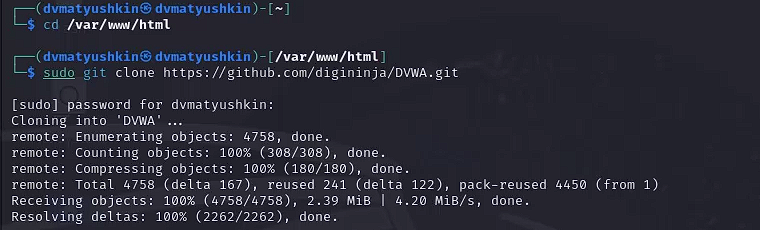 ┌──(dvmatyushkin㉿dvmatyushkin)-[~]
└─$ cd /var/www/html
┌──(dvmatyushkin㉿dvmatyushkin)-[/var/www/html]
└─$ sudo git clone https://github.com/digininja/DVWA.git
[sudo] password for dvmatyushkin:
Cloning into 'DVWA'...
remote: Enumerating objects: 4758, done.
remote: Counting objects: 100% (308/308), done.
remote: Compressing objects: 100% (180/180), done.
remote: Total 4758 (delta 167), reused 241 (delta 122), pack-reused 4450 (from 1)
Receiving objects: 100% (4758/4758), 2.39 MiB | 4.20 MiB/s, done.
Resolving deltas: 100% (2262/2262), done.